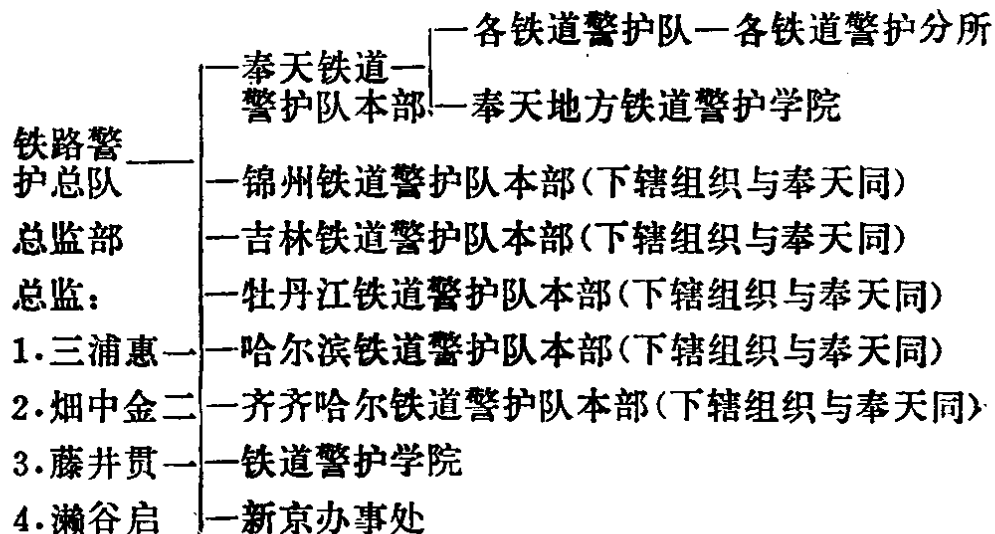 各铁道警护队—各铁道警护分所
奉天铁道
警护队本部
奉天地方铁道警护学院
铁路警
护总队
锦州铁道警护队本部(下辖组织与奉天同)
总监部
吉林铁道警护队本部(下辖组织与奉天同)
总监:
牡丹江铁道警护队本部(下辖组织与奉天同)
1.三浦惠一
哈尔滨铁道警护队本部(下辖组织与奉天同)
2.畑中金二
齐齐哈尔铁道警护队本部(下辖组织与奉天同)
3.藤井贯一
铁道警护学院
4.濑谷启
新京办事处